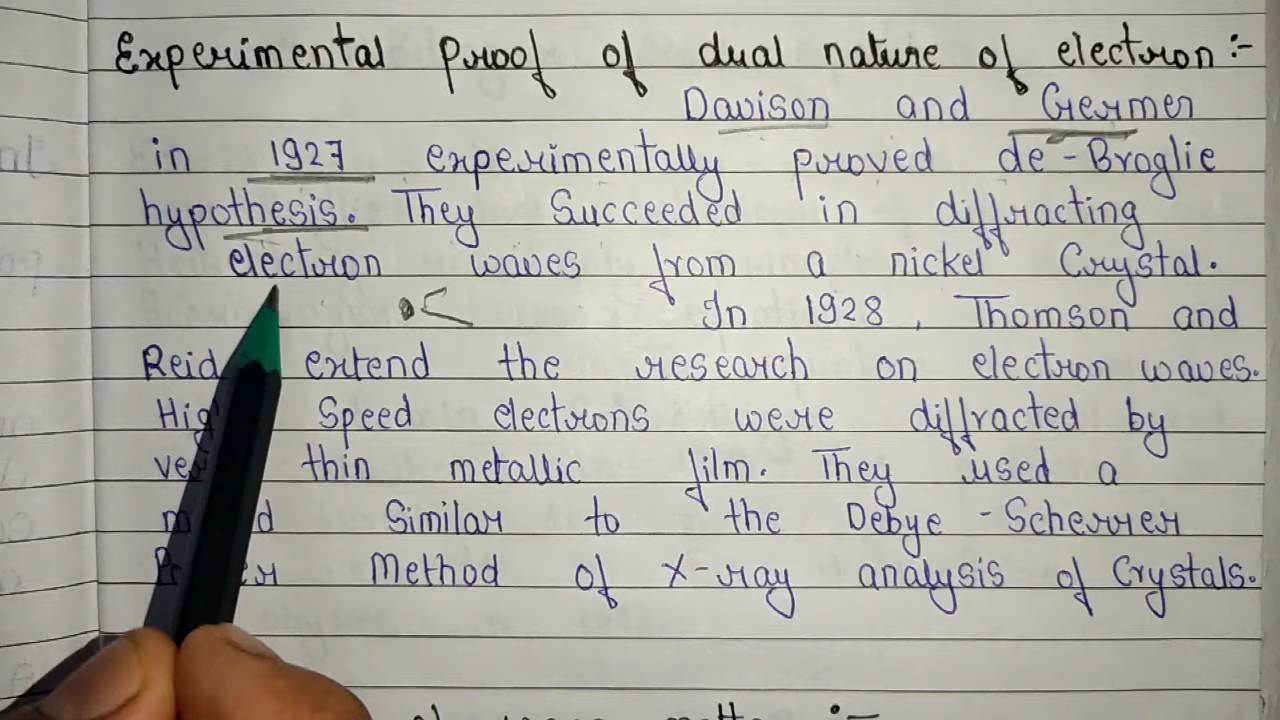 Experimental Proof of dual nature of electron :-
Davison and Germer
in 1927 experimentally proved de-Broglie
hypothesis. They Succeeded in diffracting
electron waves from a nickel Crystal.
In 1928, Thomson and
Reid extend the research on electron waves.
Speed electrons were diffracted by
thin metallic film. They used a
Similar to the Debye-Scherrer
Method of X-ray analysis of Crystals.